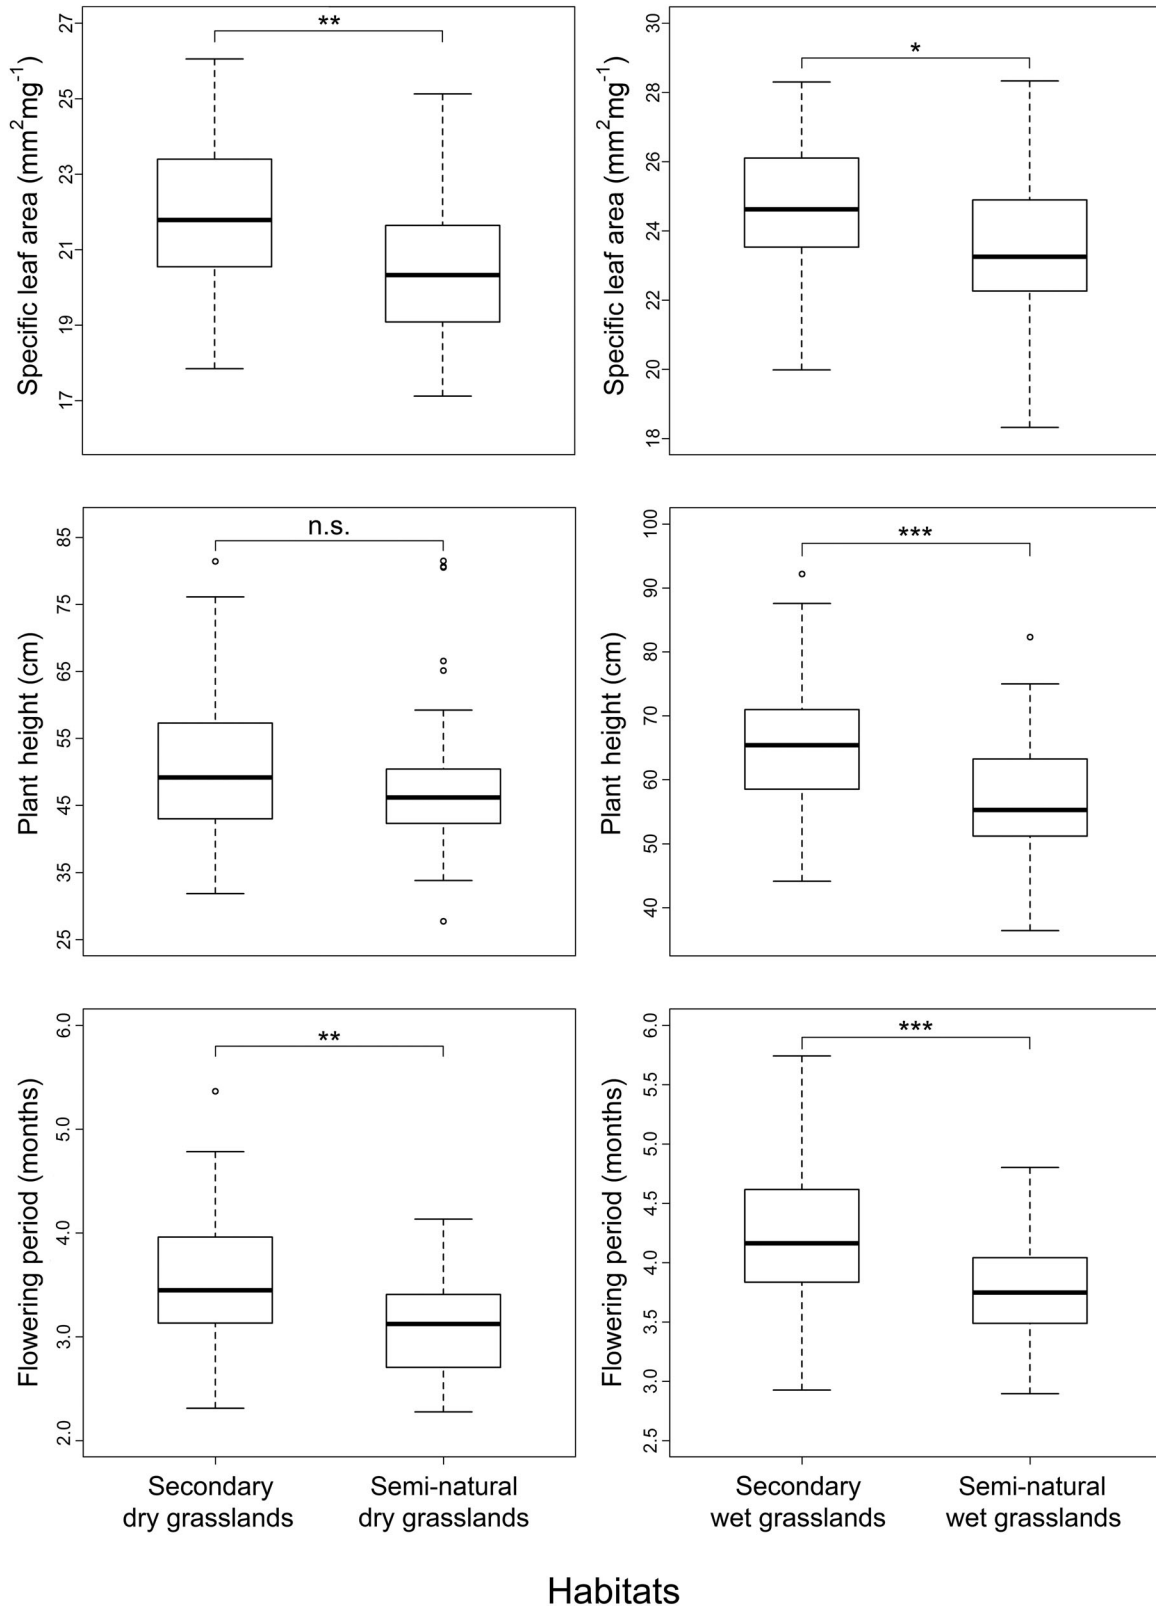 Specific leaf area (mm²mg⁻¹)
27
25
23
21
19
17
**
Specific leaf area (mm²mg⁻¹)
30
28
26
24
22
20
18
*
Plant height (cm)
85
75
65
55
45
35
25
n.s.
Plant height (cm)
100
90
80
70
60
50
40
***
Flowering period (months)
6.0
5.0
4.0
3.0
2.0
**
Flowering period (months)
6.0
5.5
5.0
4.5
4.0
3.5
3.0
2.5
***
Secondary
dry grasslands
Semi-natural
dry grasslands
Secondary
wet grasslands
Semi-natural
wet grasslands
Habitats